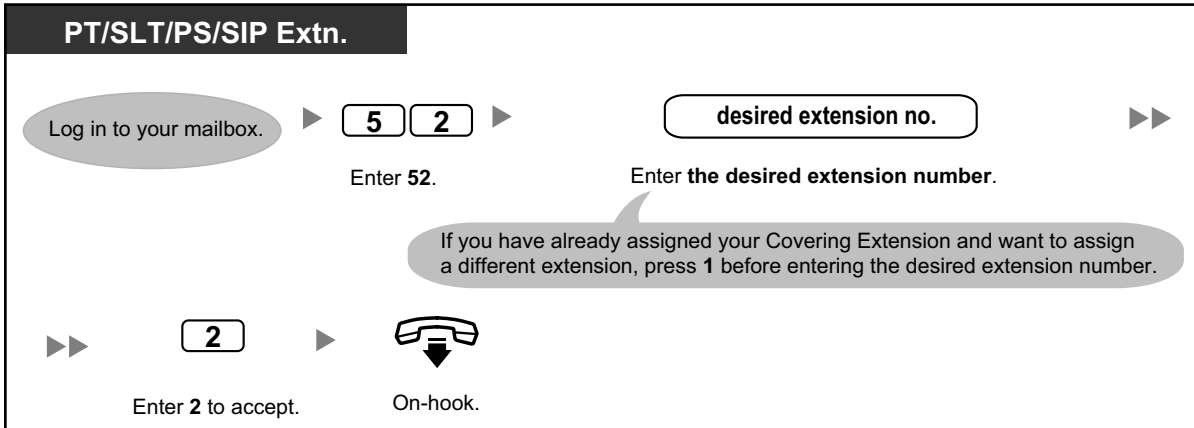 PT/SLT/PS/SIP Extn.
Log in to your mailbox.
5 2
desired extension no.
Enter 52.
Enter the desired extension number.
If you have already assigned your Covering Extension and want to assign
a different extension, press 1 before entering the desired extension number.
2
Enter 2 to accept.
On-hook.